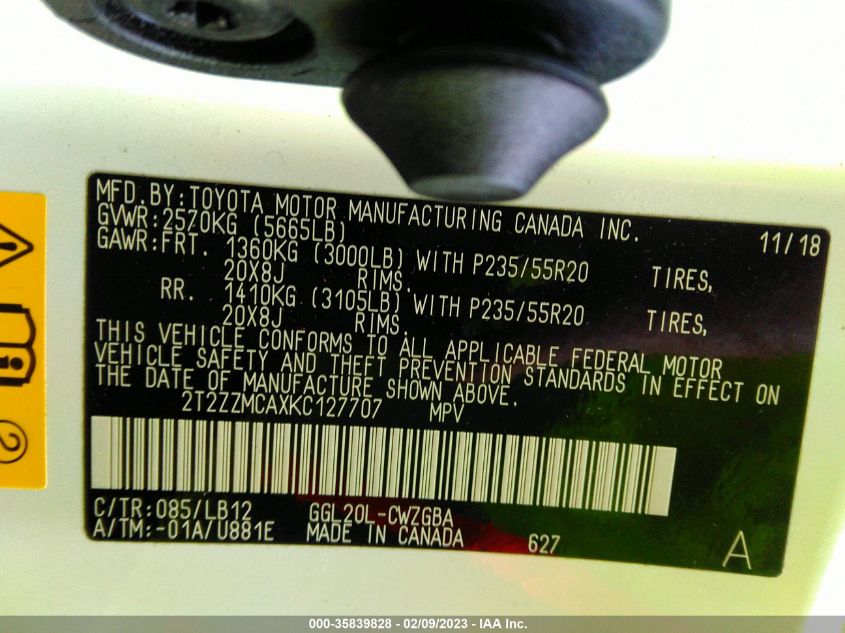 MFD.BY:TOYOTA MOTOR MANUFACTURING CANADA INC. 11/18
GVWR:2570KG (5665LB)
GAWR:FRT. 1360KG (3000LB) WITH P235/55R20 TIRES,
20X8J RIMS.
RR. 1410KG (3105LB) WITH P235/55R20 TIRES,
20X8J RIMS.
THIS VEHICLE CONFORMS TO ALL APPLICABLE FEDERAL MOTOR
VEHICLE SAFETY AND THEFT PREVENTION STANDARDS IN EFFECT ON
THE DATE OF MANUFACTURE SHOWN ABOVE.
2T2ZZMCAXKC127707 MPV
C/TR:085/LB12 GGL20L-CWZGBA
A/TM:-01A/U881E MADE IN CANADA 627 A
2
000-35839828 - 02/09/2023 - IAA Inc.